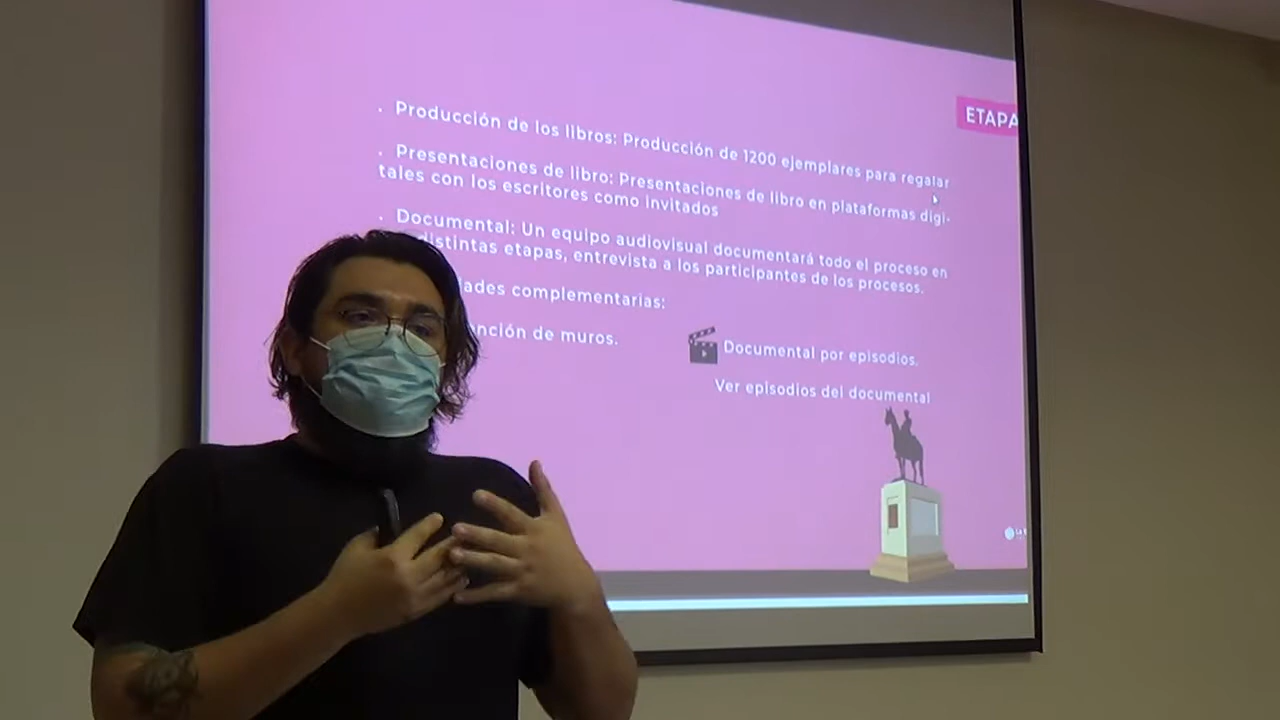 ETAPA
. Producción de los libros: Producción de 1200 ejemplares para regalar
. Presentaciones de libro: Presentaciones de libro en plataformas digi-
tales con los escritores como invitados
. Documental: Un equipo audiovisual documentará todo el proceso en
distintas etapas, entrevista a los participantes de los procesos.
ades complementarias:
nción de muros.
Documental por episodios.
Ver episodios del documental